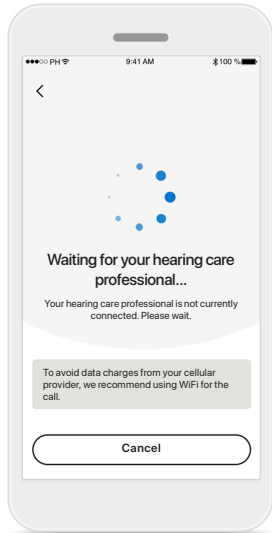 ●●●○○ PH 9:41 AM 100 %
Waiting for your hearing care
professional...
Your hearing care professional is not currently
connected. Please wait.
To avoid data charges from your cellular
provider, we recommend using WiFi for the
call.
Cancel